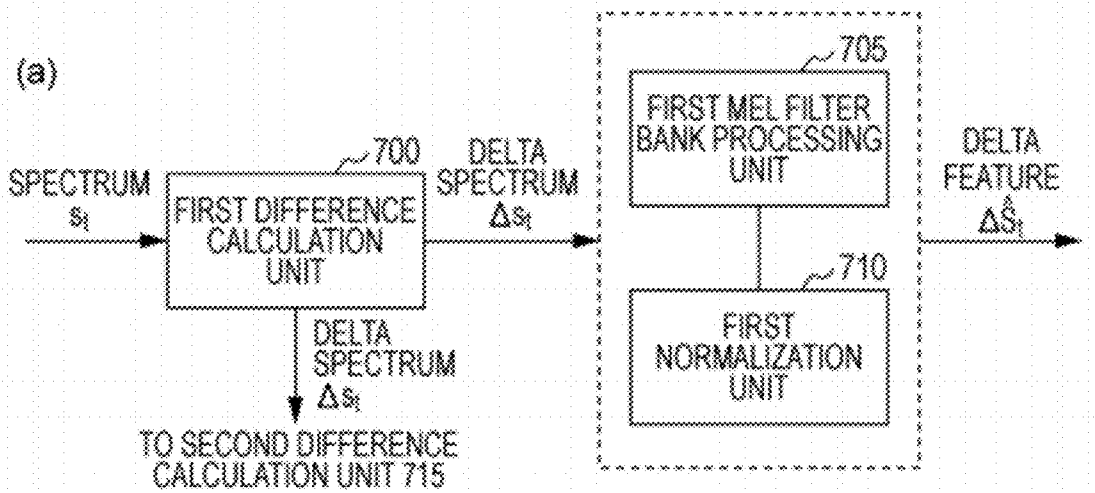 (a)
SPECTRUM
st
700
FIRST DIFFERENCE
CALCULATION
UNIT
DELTA
SPECTRUM
Δst
DELTA
SPECTRUM
Δst
TO SECOND DIFFERENCE
CALCULATION UNIT 715
705
FIRST MEL FILTER
BANK PROCESSING
UNIT
710
FIRST
NORMALIZATION
UNIT
DELTA
FEATURE
ΔŜt